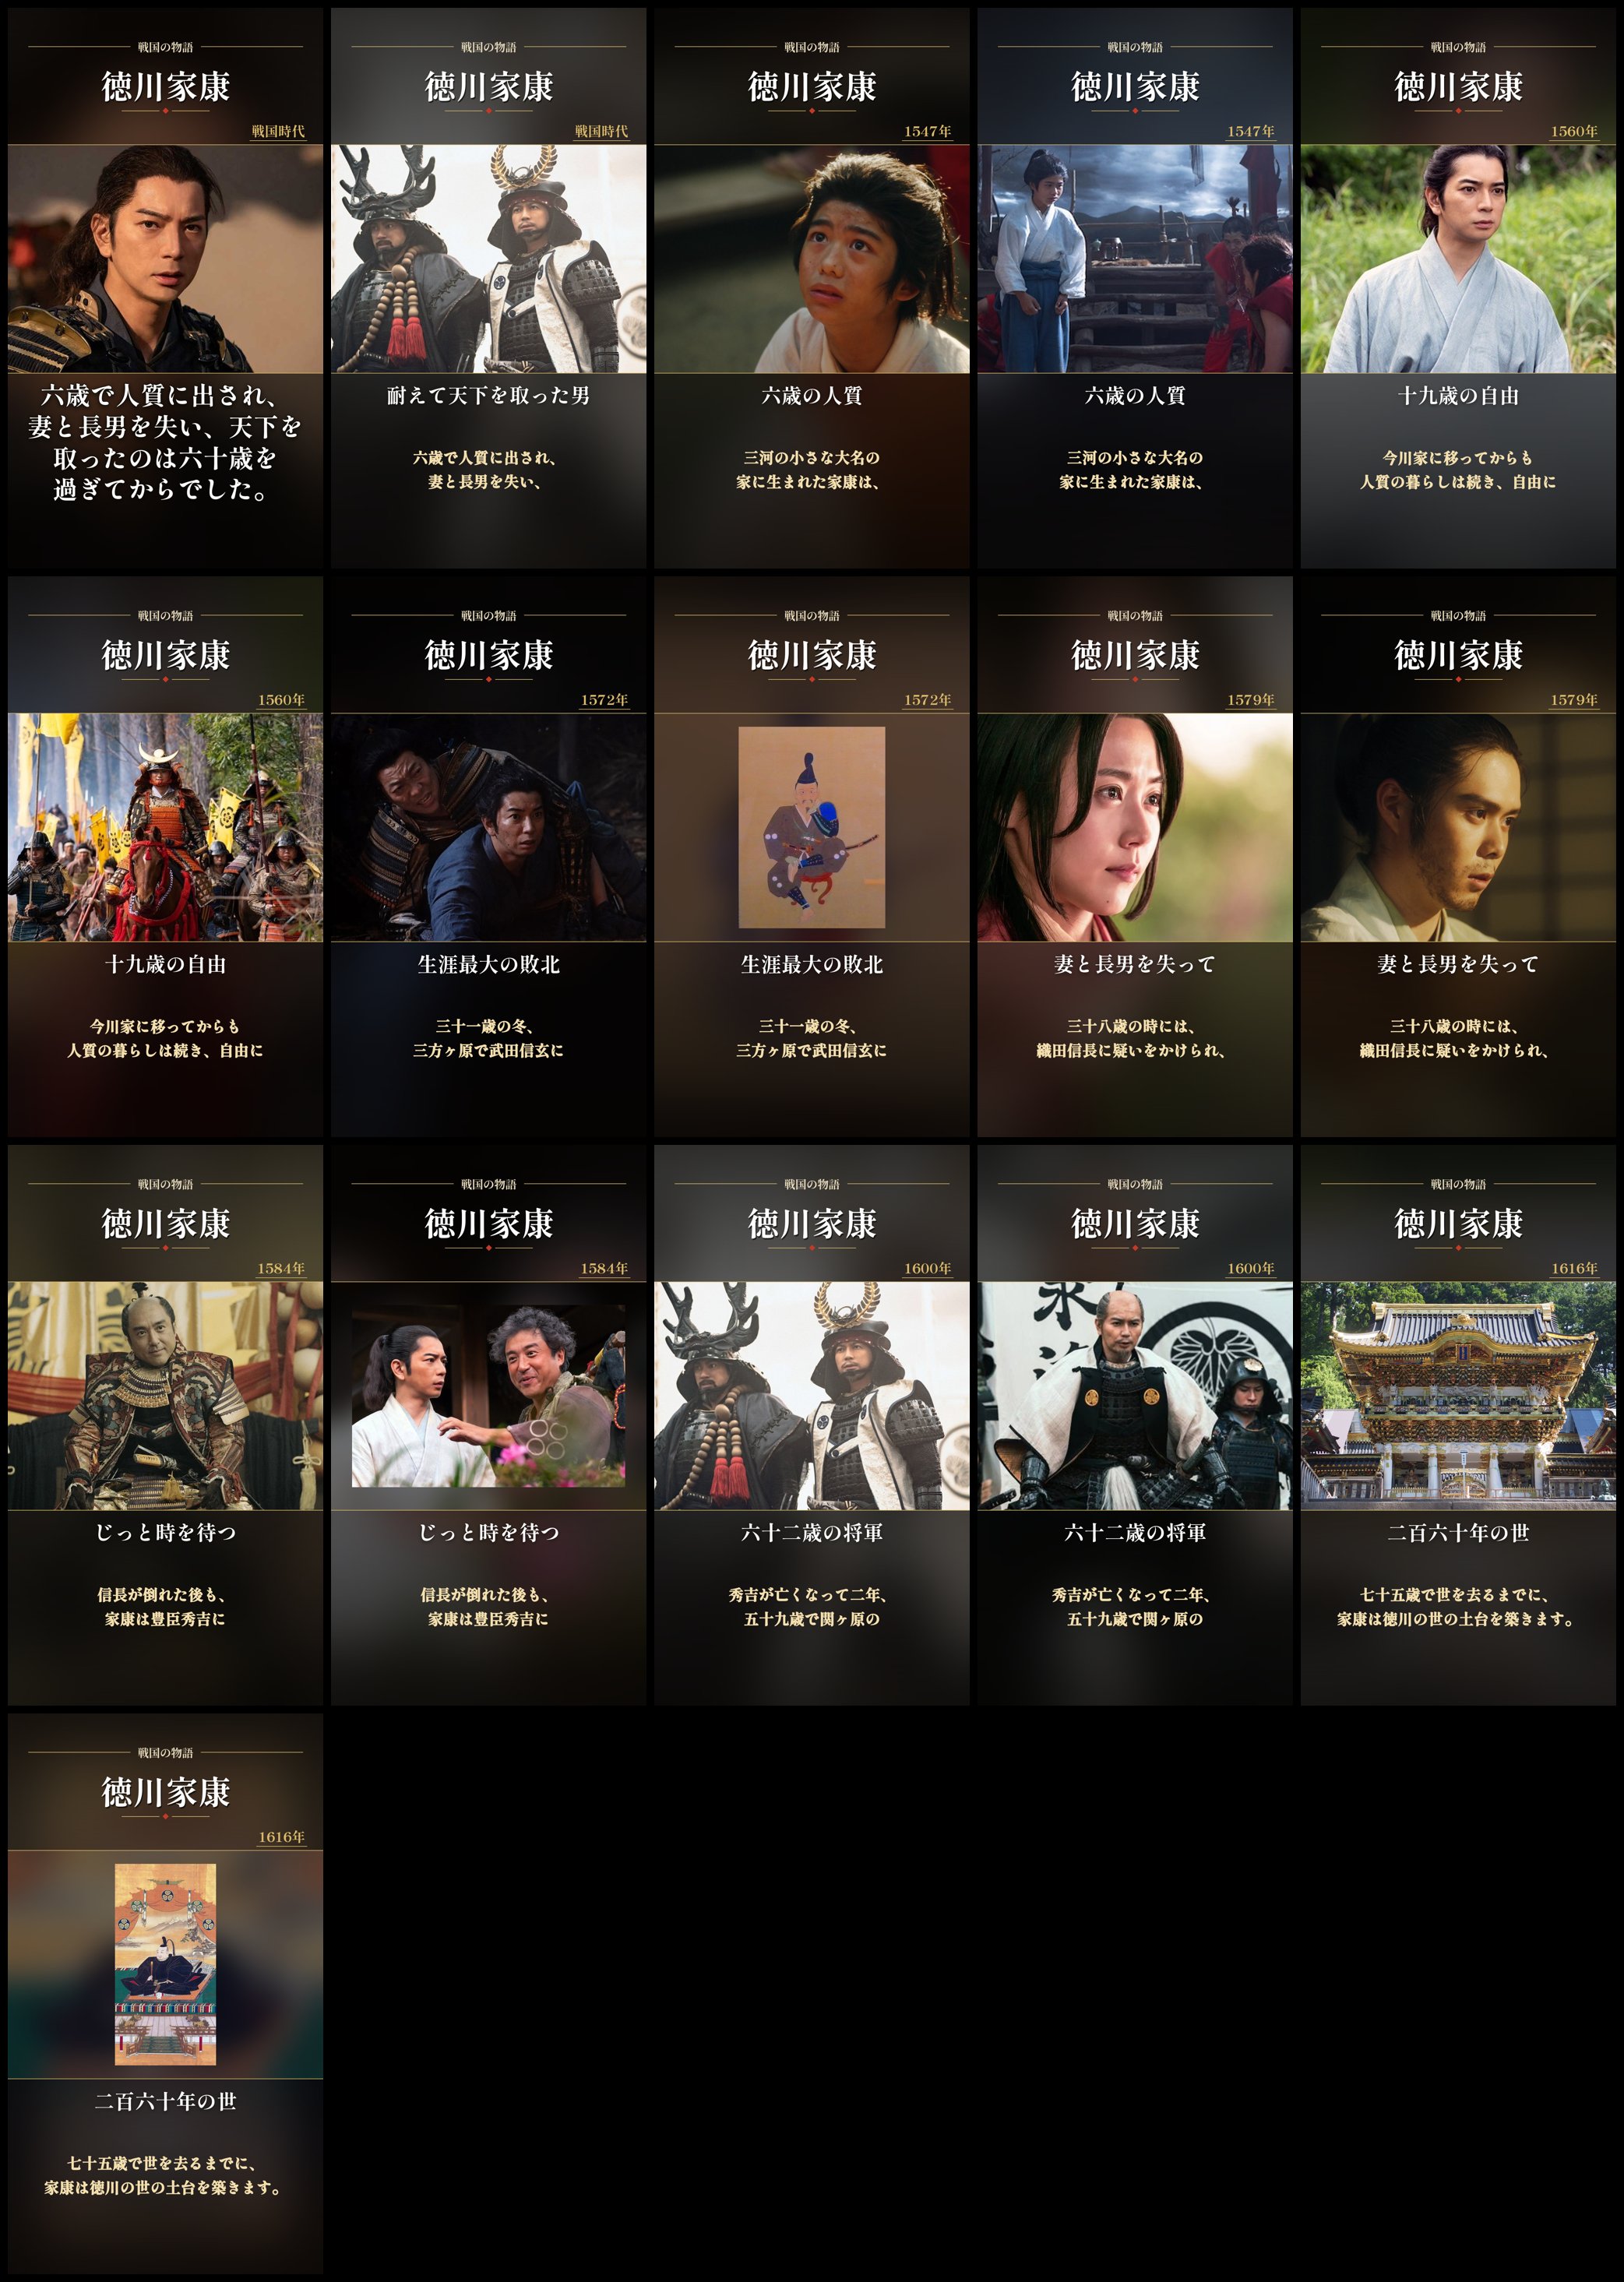 戦国の物語
徳川家康
戦国時代
六歳で人質に出され、
妻と長男を失い、天下を
取ったのは六十歳を
過ぎてからでした。
戦国の物語
徳川家康
戦国時代
耐えて天下を取った男
六歳で人質に出され、
妻と長男を失い、
戦国の物語
徳川家康
1547年
六歳の人質
三河の小さな大名の
家に生まれた家康は、
戦国の物語
徳川家康
1547年
六歳の人質
三河の小さな大名の
家に生まれた家康は、
戦国の物語
徳川家康
1560年
十九歳の自由
今川家に移ってからも
人質の暮らしは続き、自由に
戦国の物語
徳川家康
1560年
十九歳の自由
今川家に移ってからも
人質の暮らしは続き、自由に
戦国の物語
徳川家康
1572年
生涯最大の敗北
三十一歳の冬、
三方ヶ原で武田信玄に
戦国の物語
徳川家康
1572年
生涯最大の敗北
三十一歳の冬、
三方ヶ原で武田信玄に
戦国の物語
徳川家康
1579年
妻と長男を失って
三十八歳の時には、
織田信長に疑いをかけられ、
戦国の物語
徳川家康
1579年
妻と長男を失って
三十八歳の時には、
織田信長に疑いをかけられ、
戦国の物語
徳川家康
1584年
じっと時を待つ
信長が倒れた後も、
家康は豊臣秀吉に
戦国の物語
徳川家康
1584年
じっと時を待つ
信長が倒れた後も、
家康は豊臣秀吉に
戦国の物語
徳川家康
1600年
六十二歳の将軍
秀吉が亡くなって二年、
五十九歳で関ヶ原の
戦国の物語
徳川家康
1600年
六十二歳の将軍
秀吉が亡くなって二年、
五十九歳で関ヶ原の
戦国の物語
徳川家康
1616年
二百六十年の世
七十五歳で世を去るまでに、
家康は徳川の世の土台を築きます。
戦国の物語
徳川家康
1616年
二百六十年の世
七十五歳で世を去るまでに、
家康は徳川の世の土台を築きます。